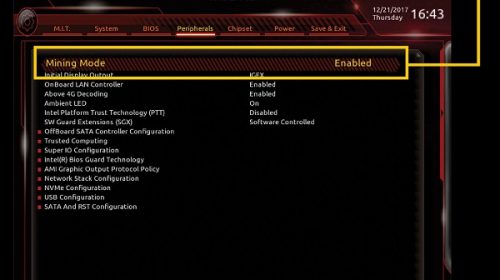 12/21/2017
Thursday 16:43
M.I.T. System BIOS Peripherals Chipset Power Save & Exit
Mining Mode Enabled
Initial Display Output IGFX
OnBoard LAN Controller Enabled
Above 4G Decoding Enabled
Ambient LED On
Intel Platform Trust Technology (PTT) Disabled
SW Guard Extensions (SGX) Software Controlled
OffBoard SATA Controller Configuration
Trusted Computing
Super IO Configuration
Intel(R) Bios Guard Technology
AMI Graphic Output Protocol Policy
Network Stack Configuration
NVMe Configuration
USB Configuration
SATA And RST Configuration